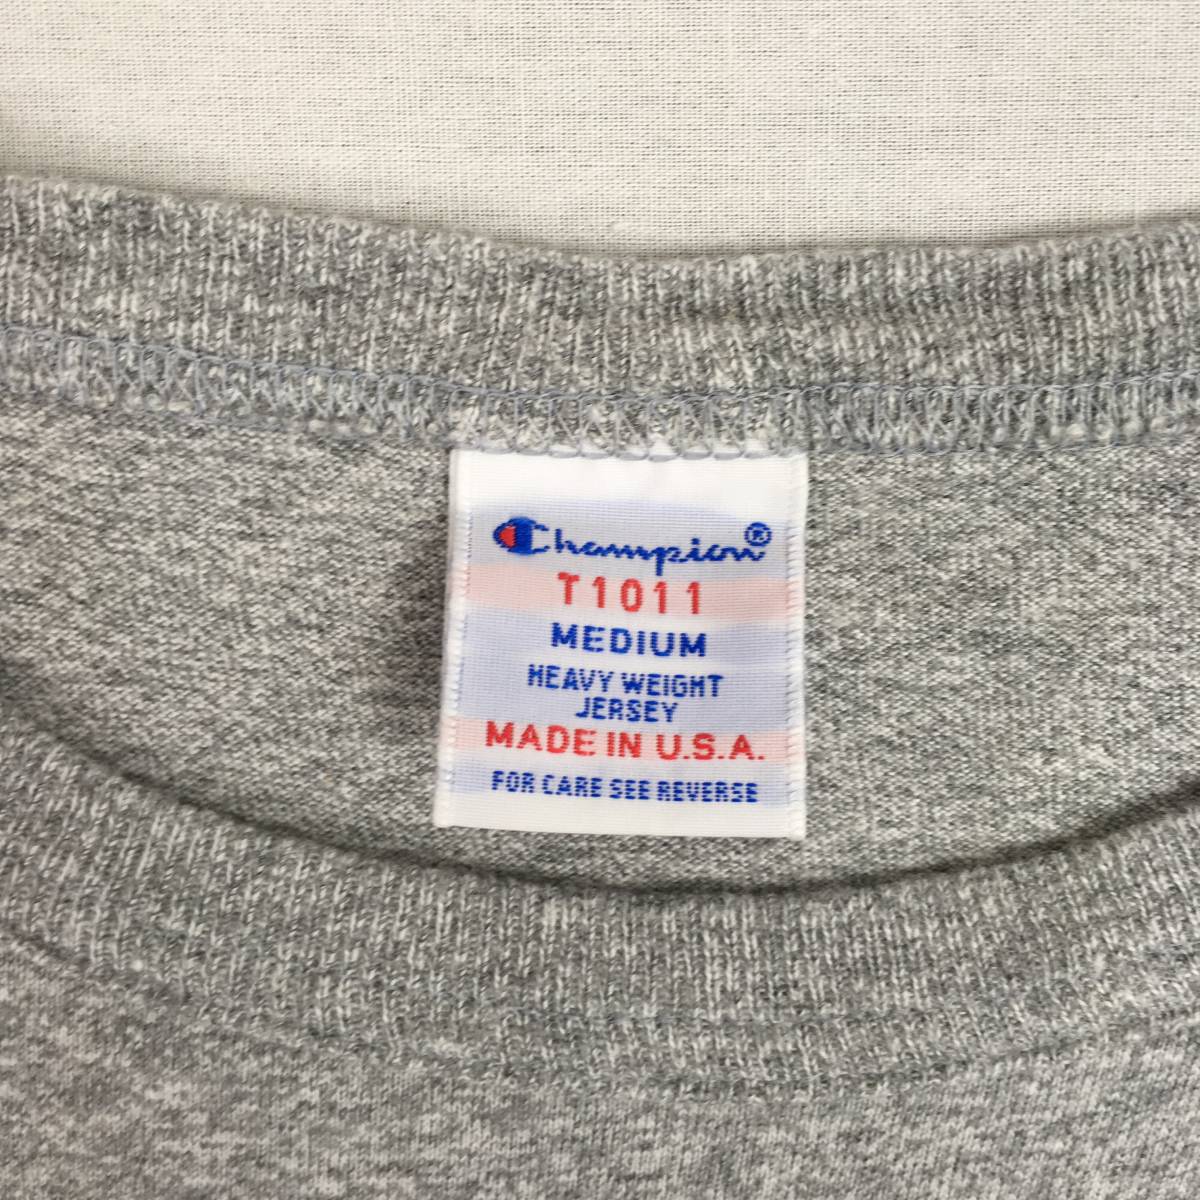 Champion®
T1011
MEDIUM
HEAVY WEIGHT
JERSEY
MADE IN U.S.A.
FOR CARE SEE REVERSE